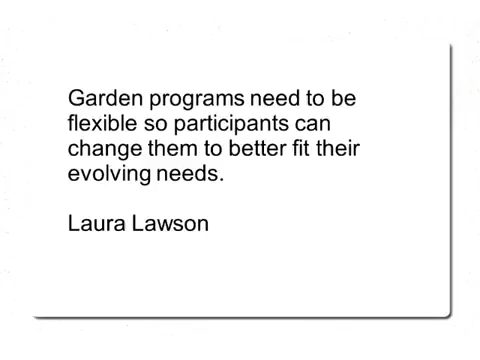 Garden programs need to be
flexible so participants can
change them to better fit their
evolving needs.
Laura Lawson